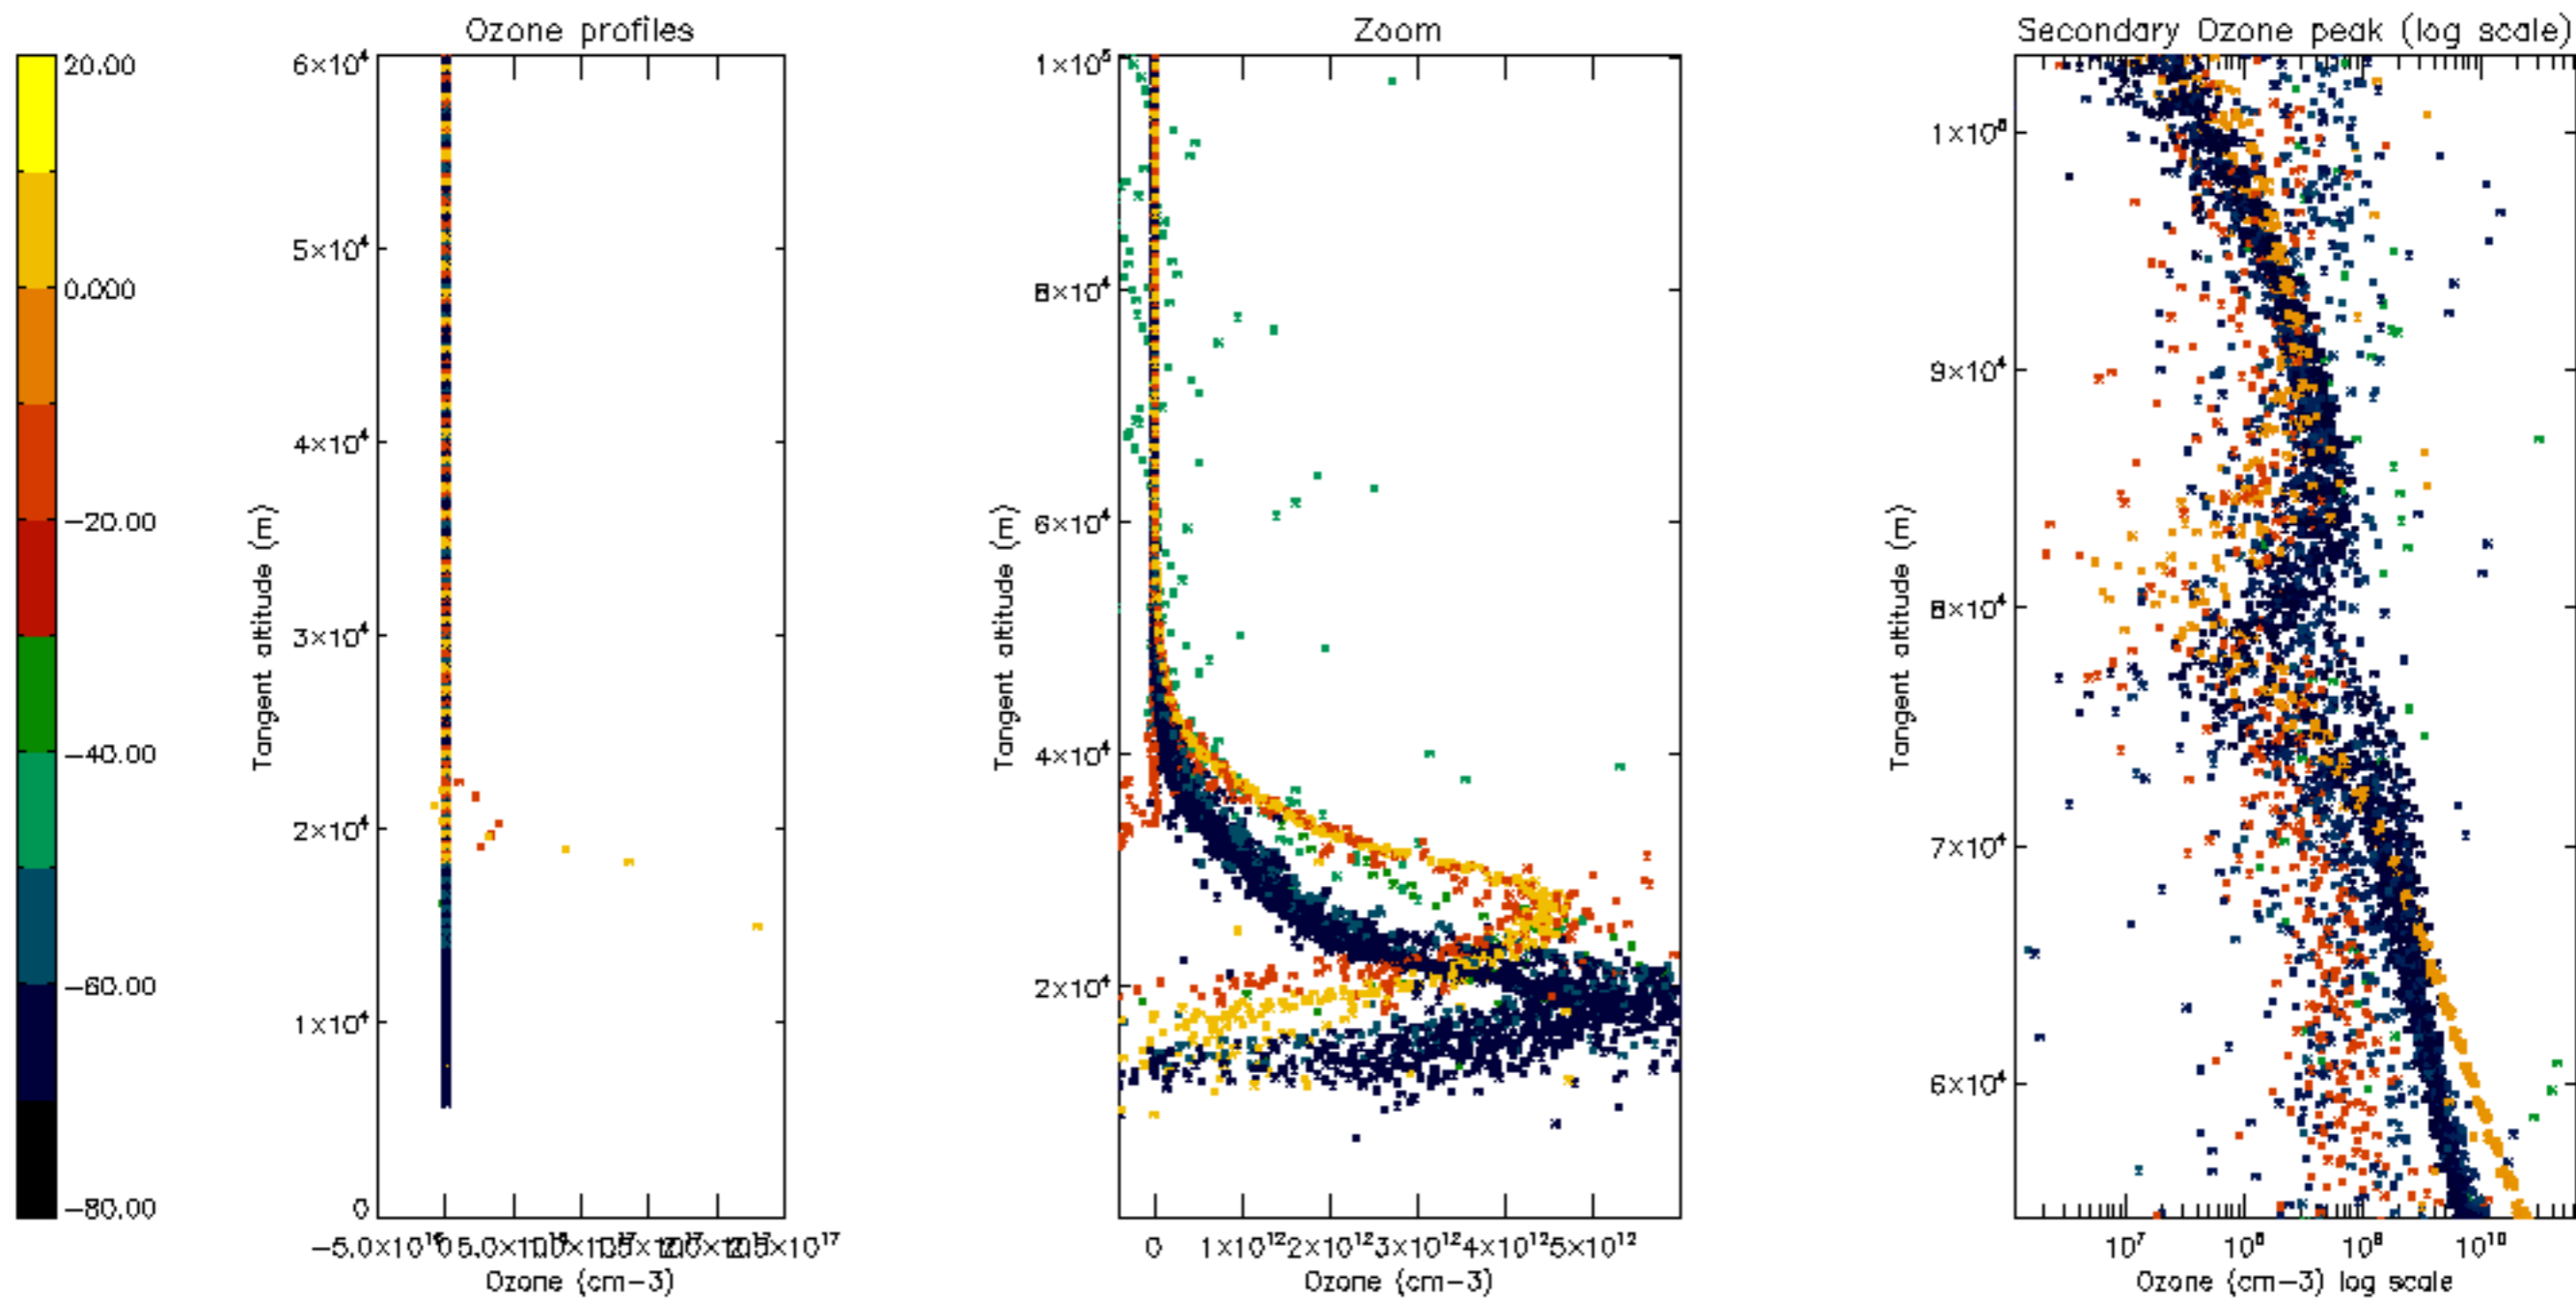 Ozone profiles
Zoom
Secondary Ozone peak (log scale)
20.00
0.000
−20.00
−40.00
−60.00
−80.00
6×10⁴
5×10⁴
4×10⁴
3×10⁴
2×10⁴
1×10⁴
0
Tangent altitude (m)
−5.0×10¹⁶
Ozone (cm−3)
1×10⁵
8×10⁴
6×10⁴
4×10⁴
2×10⁴
Tangent altitude (m)
0 1×10¹² 2×10¹² 3×10¹² 4×10¹² 5×10¹²
Ozone (cm−3)
9×10⁴
8×10⁴
7×10⁴
6×10⁴
Tangent altitude (m)
10⁷ 10⁸ 10⁹ 10¹⁰
Ozone (cm−3) log scale